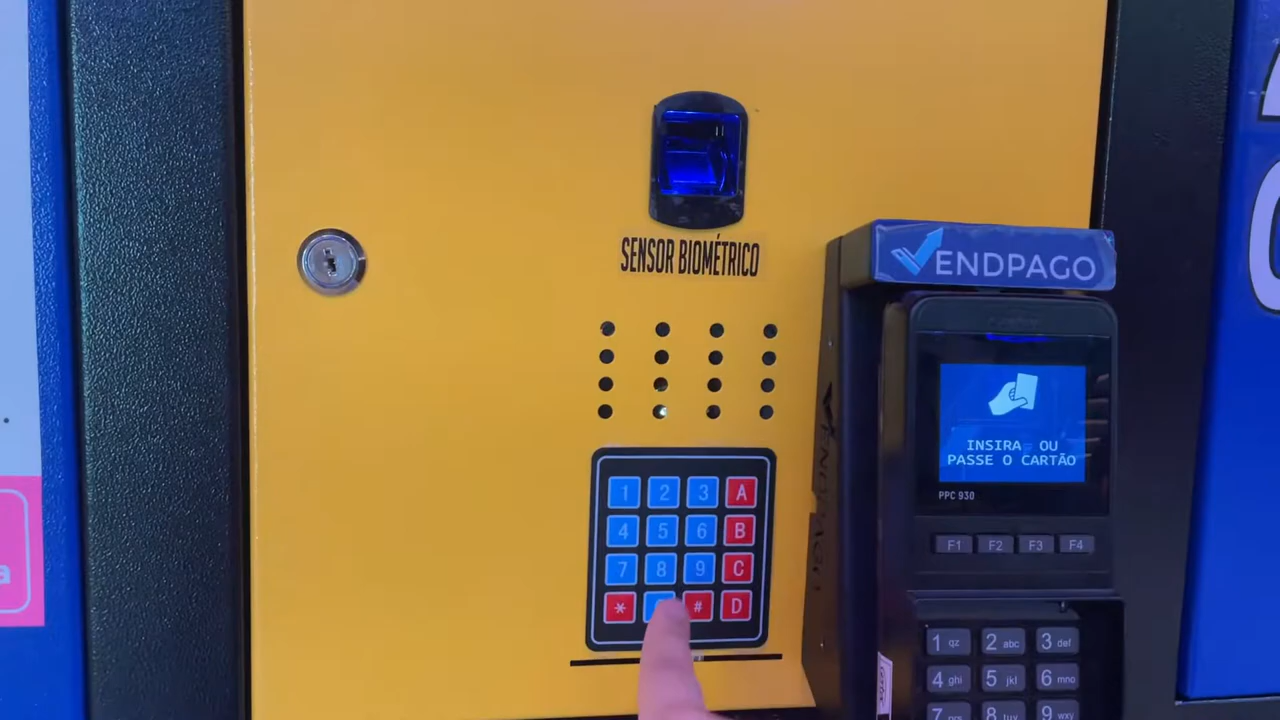 SENSOR BIOMÉTRICO
VENDPAGO
INSIRA OU
PASSE O CARTÃO
PPC 930
F1 F2 F3 F4
1 2 3 A
4 5 6 B
7 8 9 C
* # D
1 qz 2 abc 3 def
4 ghi 5 jkl 6 mno
7 8 tuv 9 wxy
VENDPAGO
a